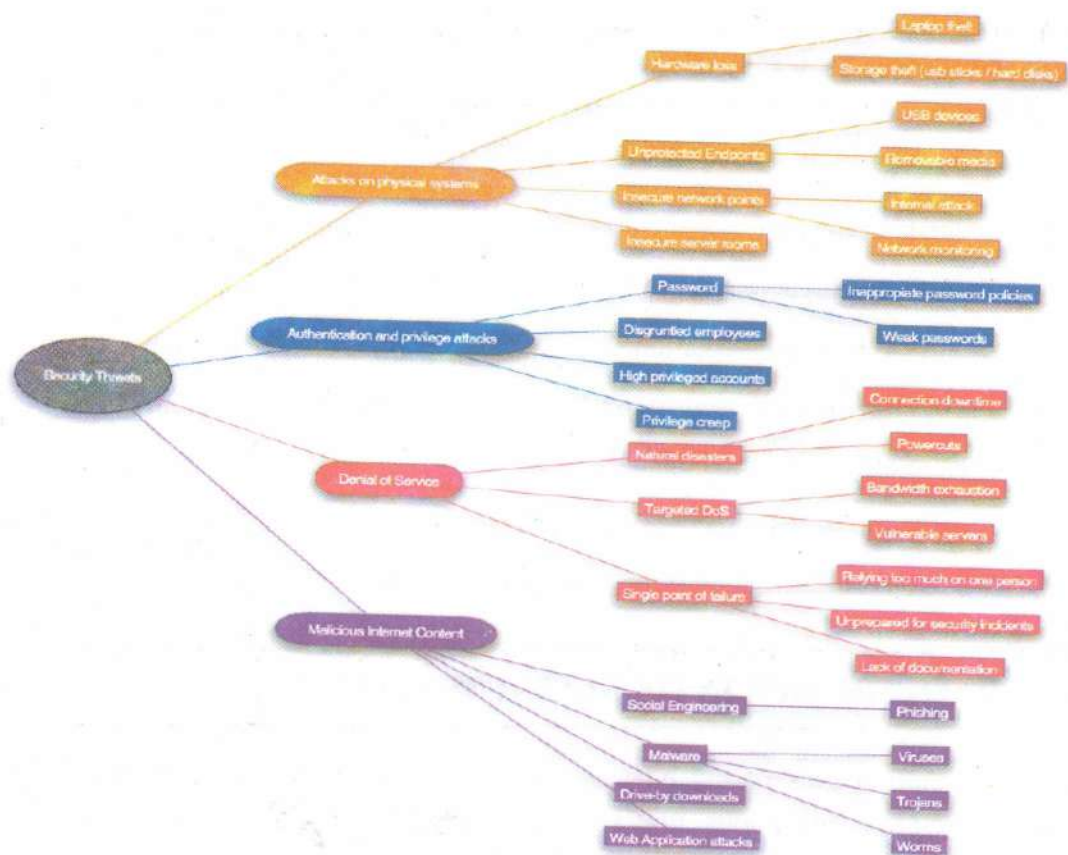 Security Threats
Attacks on physical systems
Hardware loss
Laptop theft
Storage theft (usb sticks / hard disks)
Unprotected Endpoints
USB devices
Removable media
Insecure network points
Internal attack
Network monitoring
Insecure server rooms
Authentication and privilege attacks
Password
Inappropiate password policies
Weak passwords
Disgruntled employees
High privileged accounts
Privilege creep
Denial of Service
Natural disasters
Connection downtime
Powercuts
Targeted DoS
Bandwidth exhaustion
Vulnerable servers
Single point of failure
Relying too much on one person
Unprepared for security incidents
Lack of documentation
Malicious Internet Content
Social Engineering
Phishing
Malware
Viruses
Trojans
Worms
Drive-by downloads
Web Application attacks